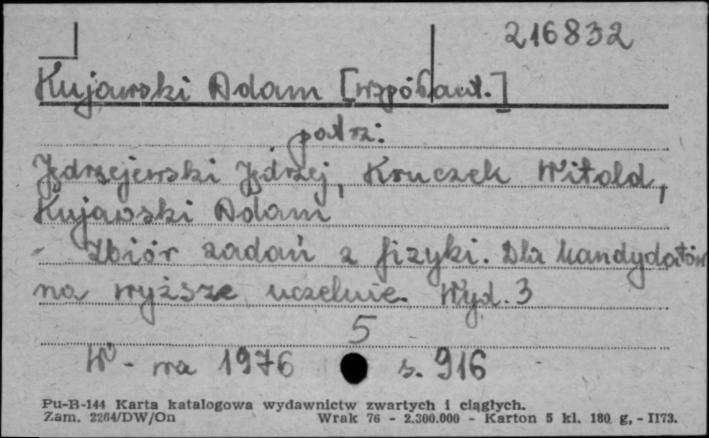 216832
Kujawski Adam [współaut.]
patrz:
Jędrzejewski Jędrzej, Kruczek Witold,
Kujawski Adam
- Zbiór zadań z fizyki. Dla kandydatów
na wyższe uczelnie. Wyd. 3
5
W-wa 1976 s. 916
Pu-B-144 Karta katalogowa wydawnictw zwartych i ciągłych.
Zam. 2264/DW/On Wrak 76 - 2.300.000 - Karton 5 kl. 180 g, - II73.